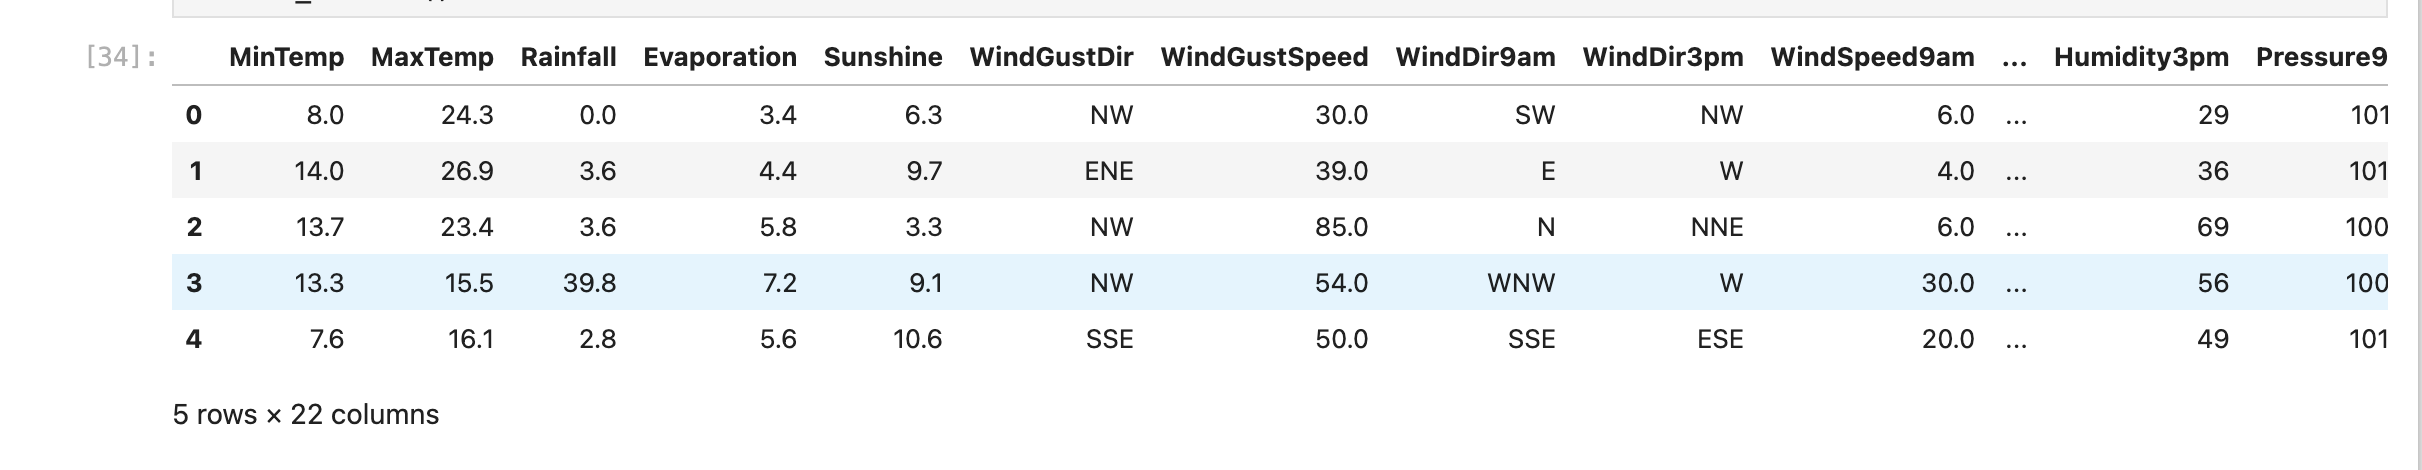 [34]: MinTemp MaxTemp Rainfall Evaporation Sunshine WindGustDir WindGustSpeed WindDir9am WindDir3pm WindSpeed9am ... Humidity3pm Pressure9
0 8.0 24.3 0.0 3.4 6.3 NW 30.0 SW NW 6.0 ... 29 101
1 14.0 26.9 3.6 4.4 9.7 ENE 39.0 E W 4.0 ... 36 101
2 13.7 23.4 3.6 5.8 3.3 NW 85.0 N NNE 6.0 ... 69 100
3 13.3 15.5 39.8 7.2 9.1 NW 54.0 WNW W 30.0 ... 56 100
4 7.6 16.1 2.8 5.6 10.6 SSE 50.0 SSE ESE 20.0 ... 49 101
5 rows × 22 columns